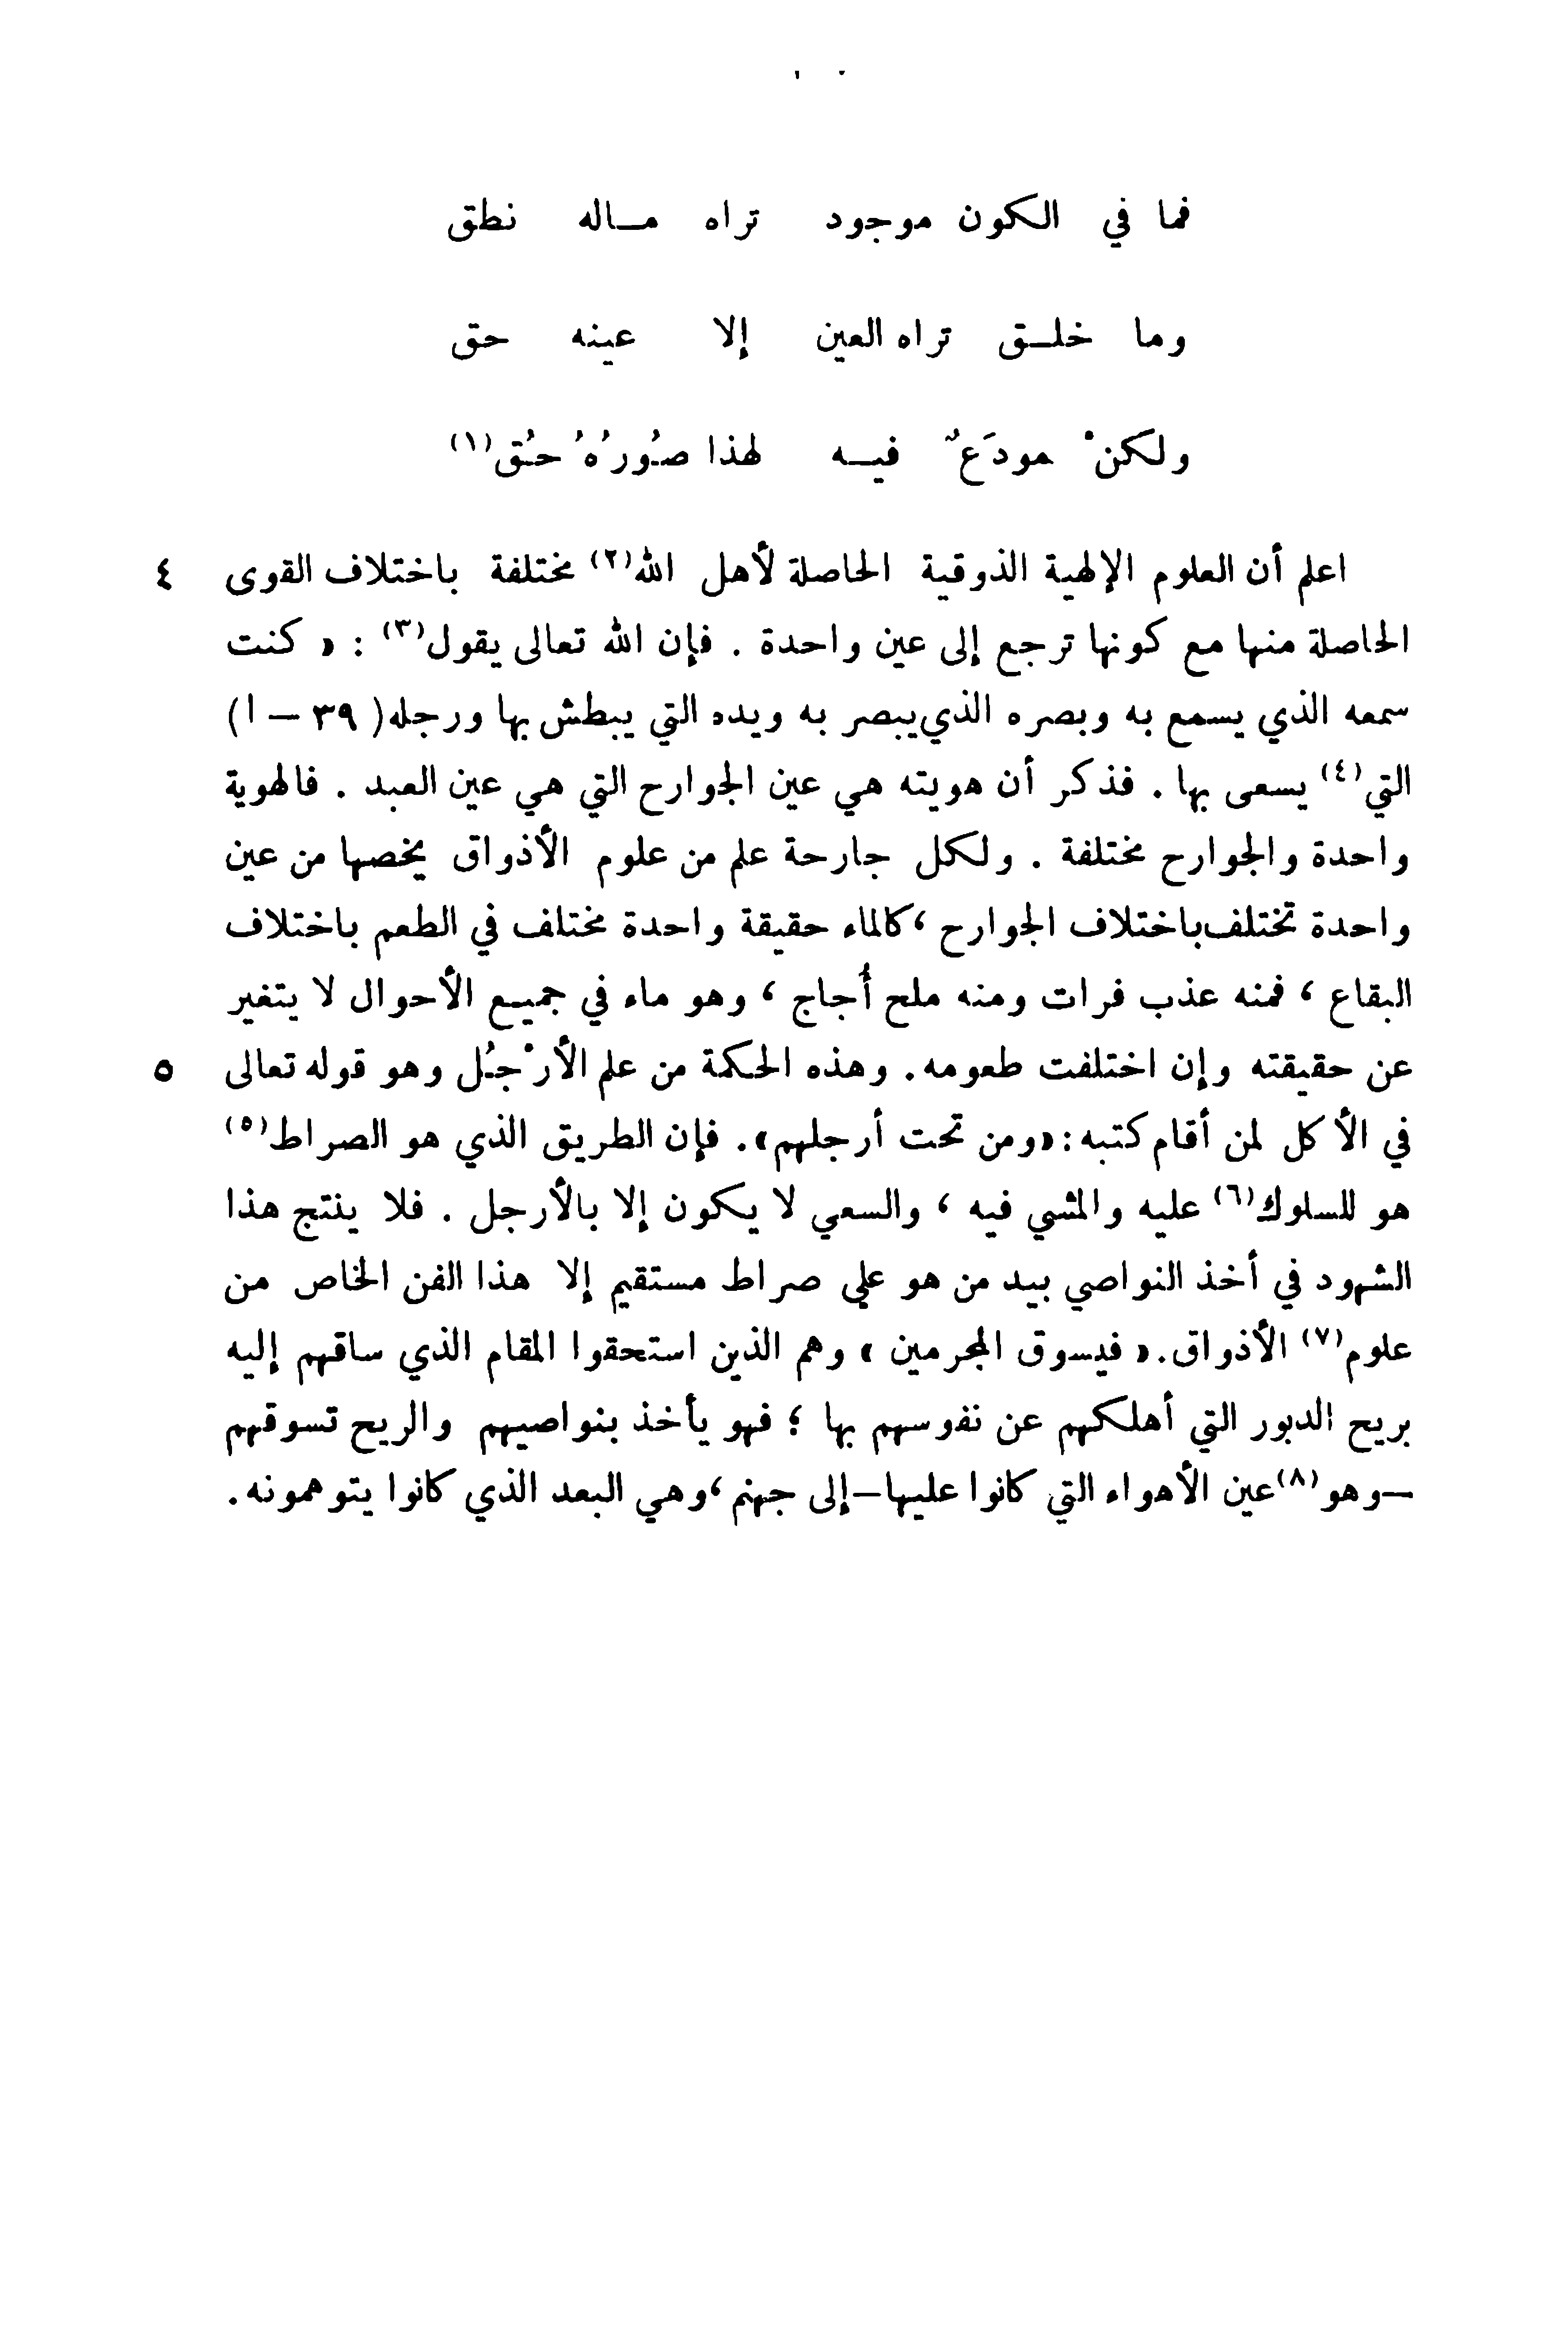 فما في الكون موجود تراه ماله نطق
وما خلق تراه العين إلا عينه حق
ولكنْ مودَعٌ فيه لهذا صُورُهُ حُق(١)
اعلم أن العلوم الإلهية الذوقية الحاصلة لأهل الله(٢) مختلفة باختلاف القوى ٤
الحاصلة منها مع كونها ترجع إلى عين واحدة . فإن الله تعالى يقول(٣) : « كنت
سمعه الذي يسمع به وبصره الذي يبصر به ويده التي يبطش بها ورجله (٣٩ – ا)
التي(٤) يسعى بها . فذكر أن هويته هي عين الجوارح التي هي عين العبد . فالهوية
واحدة والجوارح مختلفة . ولكل جارحة علم من علوم الأذواق يخصها من عين
واحدة تختلف باختلاف الجوارح ، كالماء حقيقة واحدة مختلف في الطعم باختلاف
البقاع ، فمنه عذب فرات ومنه ملح أُجاج ، وهو ماء في جميع الأحوال لا يتغير
عن حقيقته وإن اختلفت طعومه . وهذه الحكمة من علم الأرْجُل وهو قوله تعالى ٥
في الأكل لمن أقام كتبه : «ومن تحت أرجلهم» . فإن الطريق الذي هو الصراط(٥)
هو للسلوك(٦) عليه والمشي فيه ، والسعي لا يكون إلا بالأرجل . فلا ينتج هذا
الشهود في أخذ النواصي بيد من هو على صراط مستقيم إلا هذا الفن الخاص من
علوم(٧) الأذواق . « فيسوق المجرمين » وهم الذين استحقوا المقام الذي ساقهم إليه
بريح الدبور التي أهلكهم عن نفوسهم بها ؛ فهو يأخذ بنواصيهم والريح تسوقهم
–وهو(٨) عين الأهواء التي كانوا عليها– إلى جهنم ، وهي البعد الذي كانوا يتوهمونه .